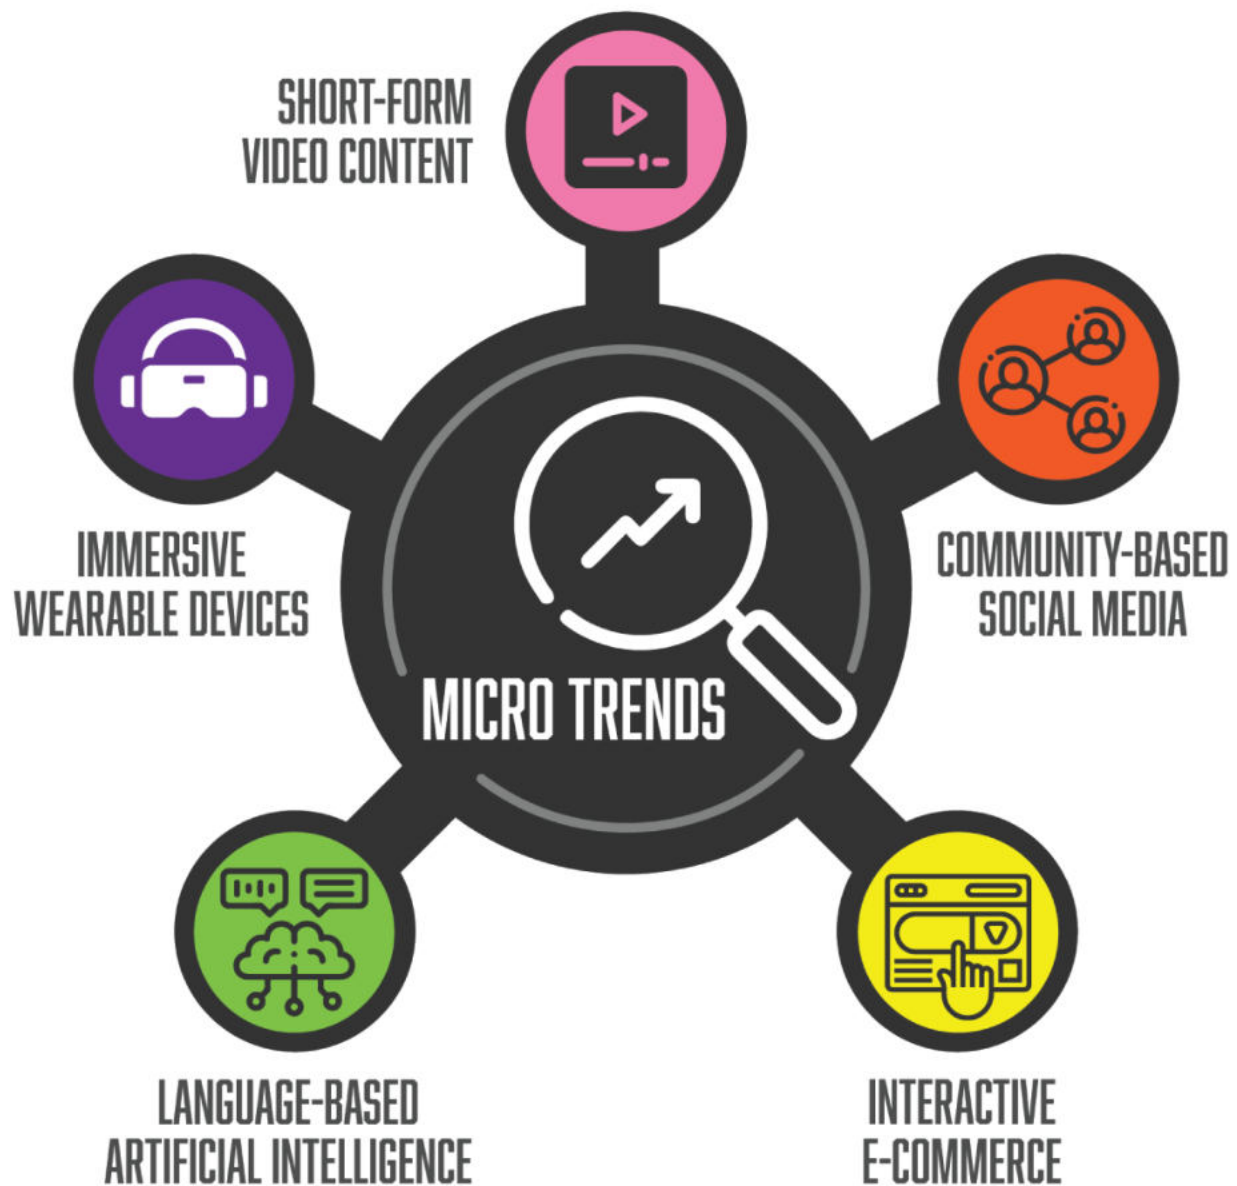 SHORT-FORM
VIDEO CONTENT
IMMERSIVE
WEARABLE DEVICES
COMMUNITY-BASED
SOCIAL MEDIA
MICRO TRENDS
LANGUAGE-BASED
ARTIFICIAL INTELLIGENCE
INTERACTIVE
E-COMMERCE